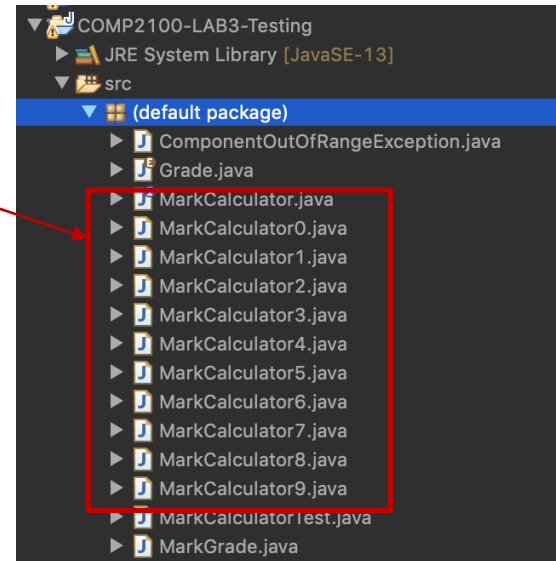 COMP2100-LAB3-Testing
JRE System Library [JavaSE-13]
src
(default package)
ComponentOutOfRangeException.java
Grade.java
MarkCalculator.java
MarkCalculator0.java
MarkCalculator1.java
MarkCalculator2.java
MarkCalculator3.java
MarkCalculator4.java
MarkCalculator5.java
MarkCalculator6.java
MarkCalculator7.java
MarkCalculator8.java
MarkCalculator9.java
MarkCalculatorTest.java
MarkGrade.java